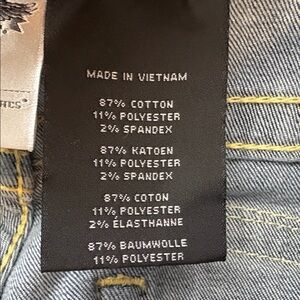 MADE IN VIETNAM
87% COTTON
11% POLYESTER
2% SPANDEX
87% KATOEN
11% POLYESTER
2% SPANDEX
87% COTON
11% POLYESTER
2% ÉLASTHANNE
87% BAUMWOLLE
11% POLYESTER